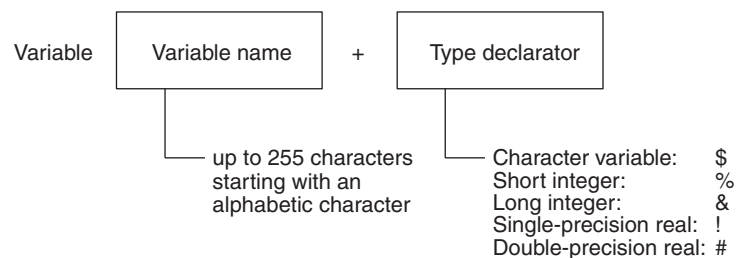 Variable Variable name + Type declarator
up to 255 characters
starting with an
alphabetic character
Character variable: $
Short integer: %
Long integer: &
Single-precision real: !
Double-precision real: #